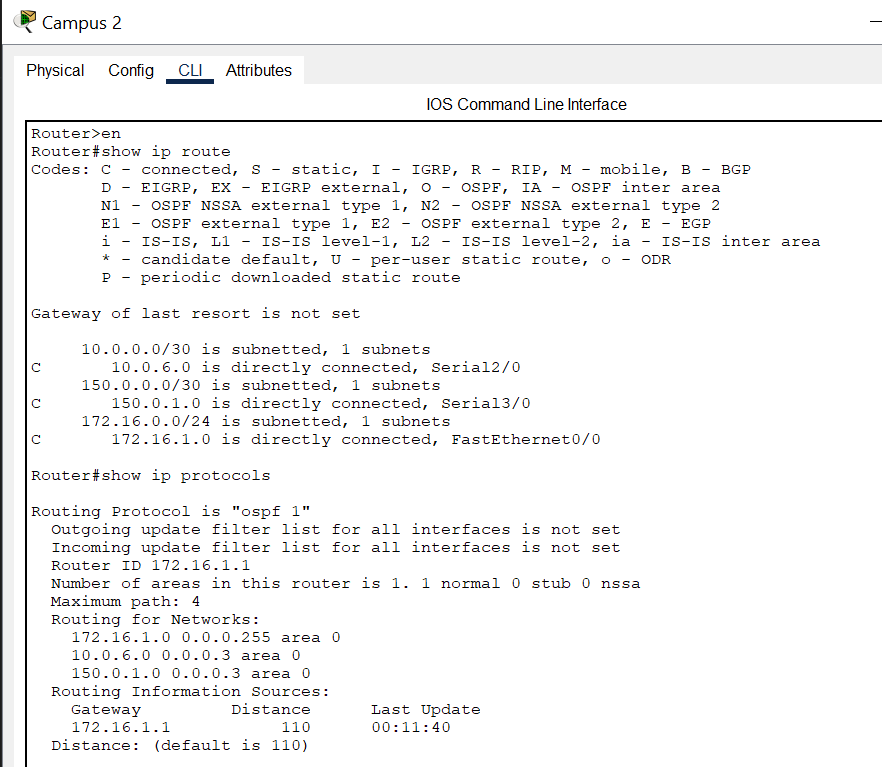 Campus 2
Physical Config CLI Attributes
IOS Command Line Interface
Router>en
Router#show ip route
Codes: C - connected, S - static, I - IGRP, R - RIP, M - mobile, B - BGP
       D - EIGRP, EX - EIGRP external, O - OSPF, IA - OSPF inter area
       N1 - OSPF NSSA external type 1, N2 - OSPF NSSA external type 2
       E1 - OSPF external type 1, E2 - OSPF external type 2, E - EGP
       i - IS-IS, L1 - IS-IS level-1, L2 - IS-IS level-2, ia - IS-IS inter area
       * - candidate default, U - per-user static route, o - ODR
       P - periodic downloaded static route
Gateway of last resort is not set
     10.0.0.0/30 is subnetted, 1 subnets
C       10.0.6.0 is directly connected, Serial2/0
     150.0.0.0/30 is subnetted, 1 subnets
C       150.0.1.0 is directly connected, Serial3/0
     172.16.0.0/24 is subnetted, 1 subnets
C       172.16.1.0 is directly connected, FastEthernet0/0
Router#show ip protocols
Routing Protocol is "ospf 1"
  Outgoing update filter list for all interfaces is not set
  Incoming update filter list for all interfaces is not set
  Router ID 172.16.1.1
  Number of areas in this router is 1. 1 normal 0 stub 0 nssa
  Maximum path: 4
  Routing for Networks:
    172.16.1.0 0.0.0.255 area 0
    10.0.6.0 0.0.0.3 area 0
    150.0.1.0 0.0.0.3 area 0
  Routing Information Sources:
    Gateway         Distance      Last Update
    172.16.1.1           110      00:11:40
  Distance: (default is 110)